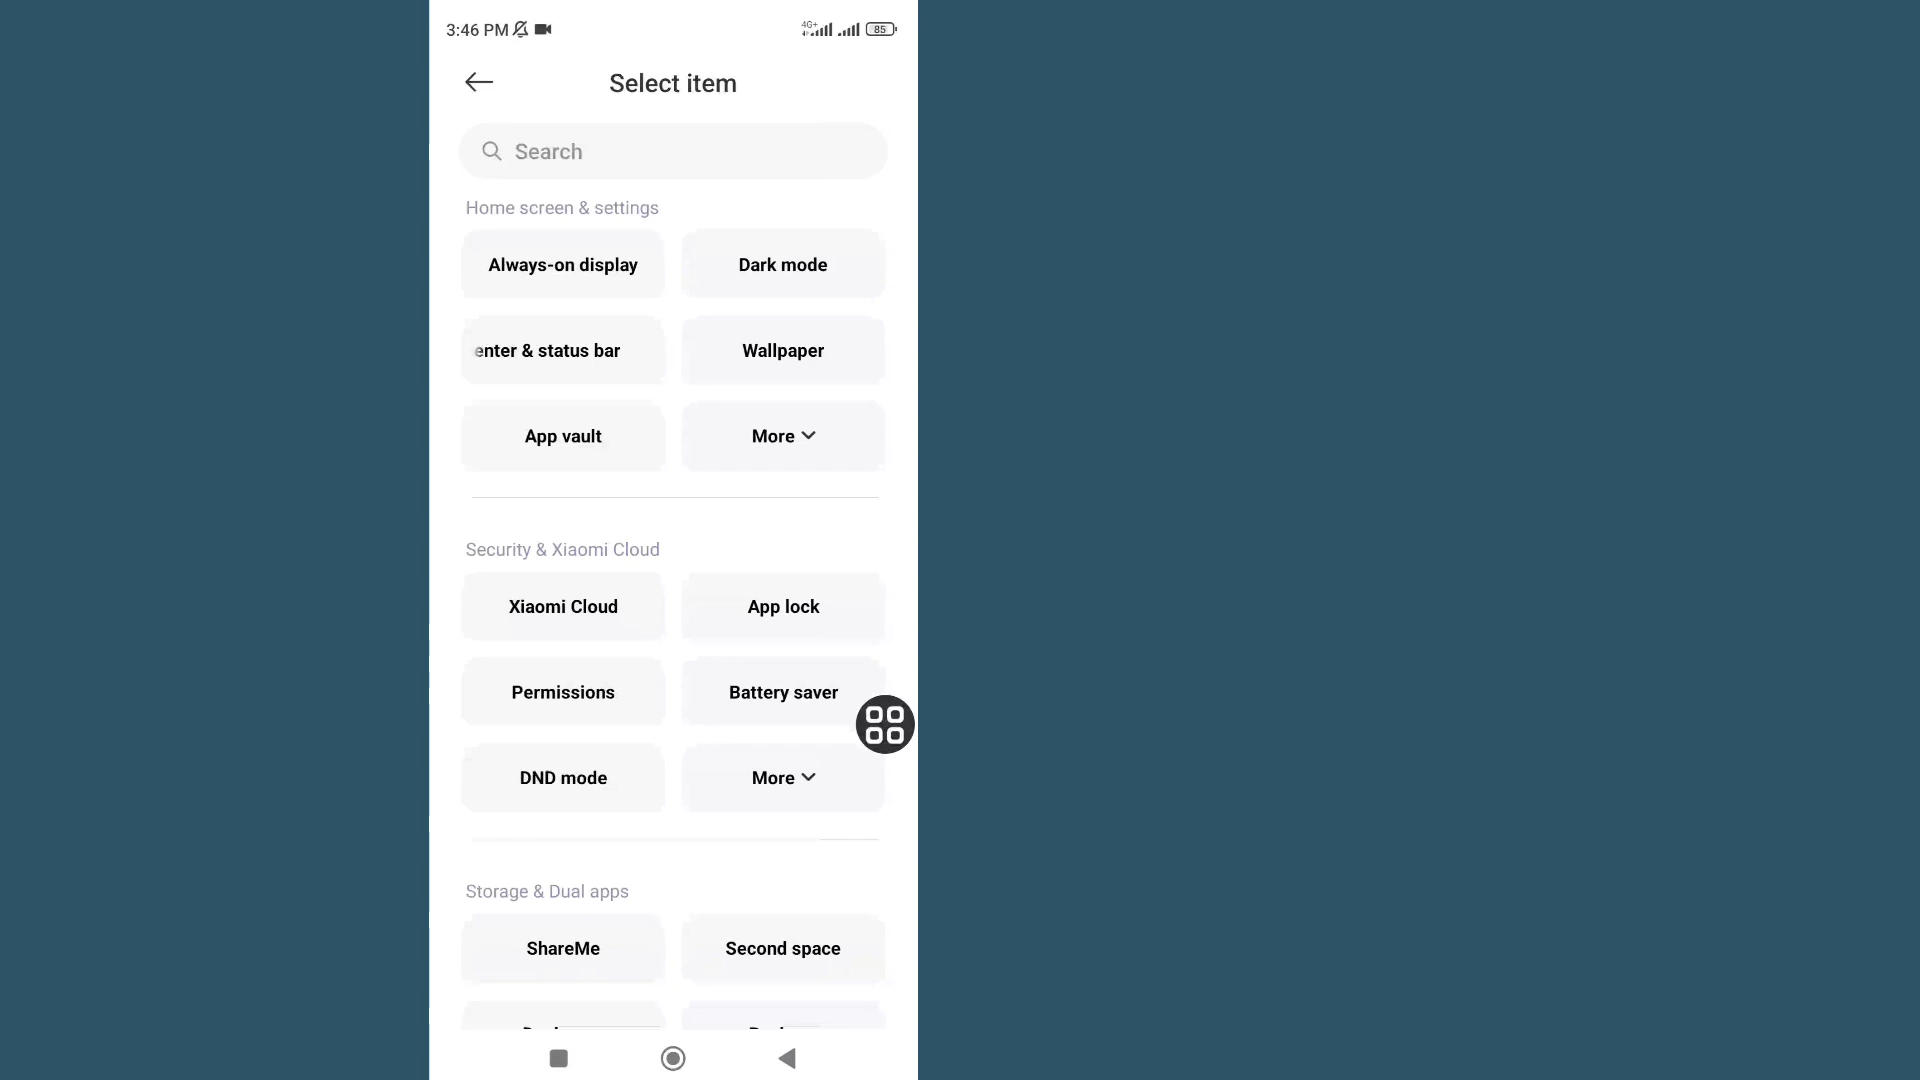 3:46 PM
4G+
85
Select item
Search
Home screen & settings
Always-on display
Dark mode
enter & status bar
Wallpaper
App vault
More
Security & Xiaomi Cloud
Xiaomi Cloud
App lock
Permissions
Battery saver
DND mode
More
Storage & Dual apps
ShareMe
Second space